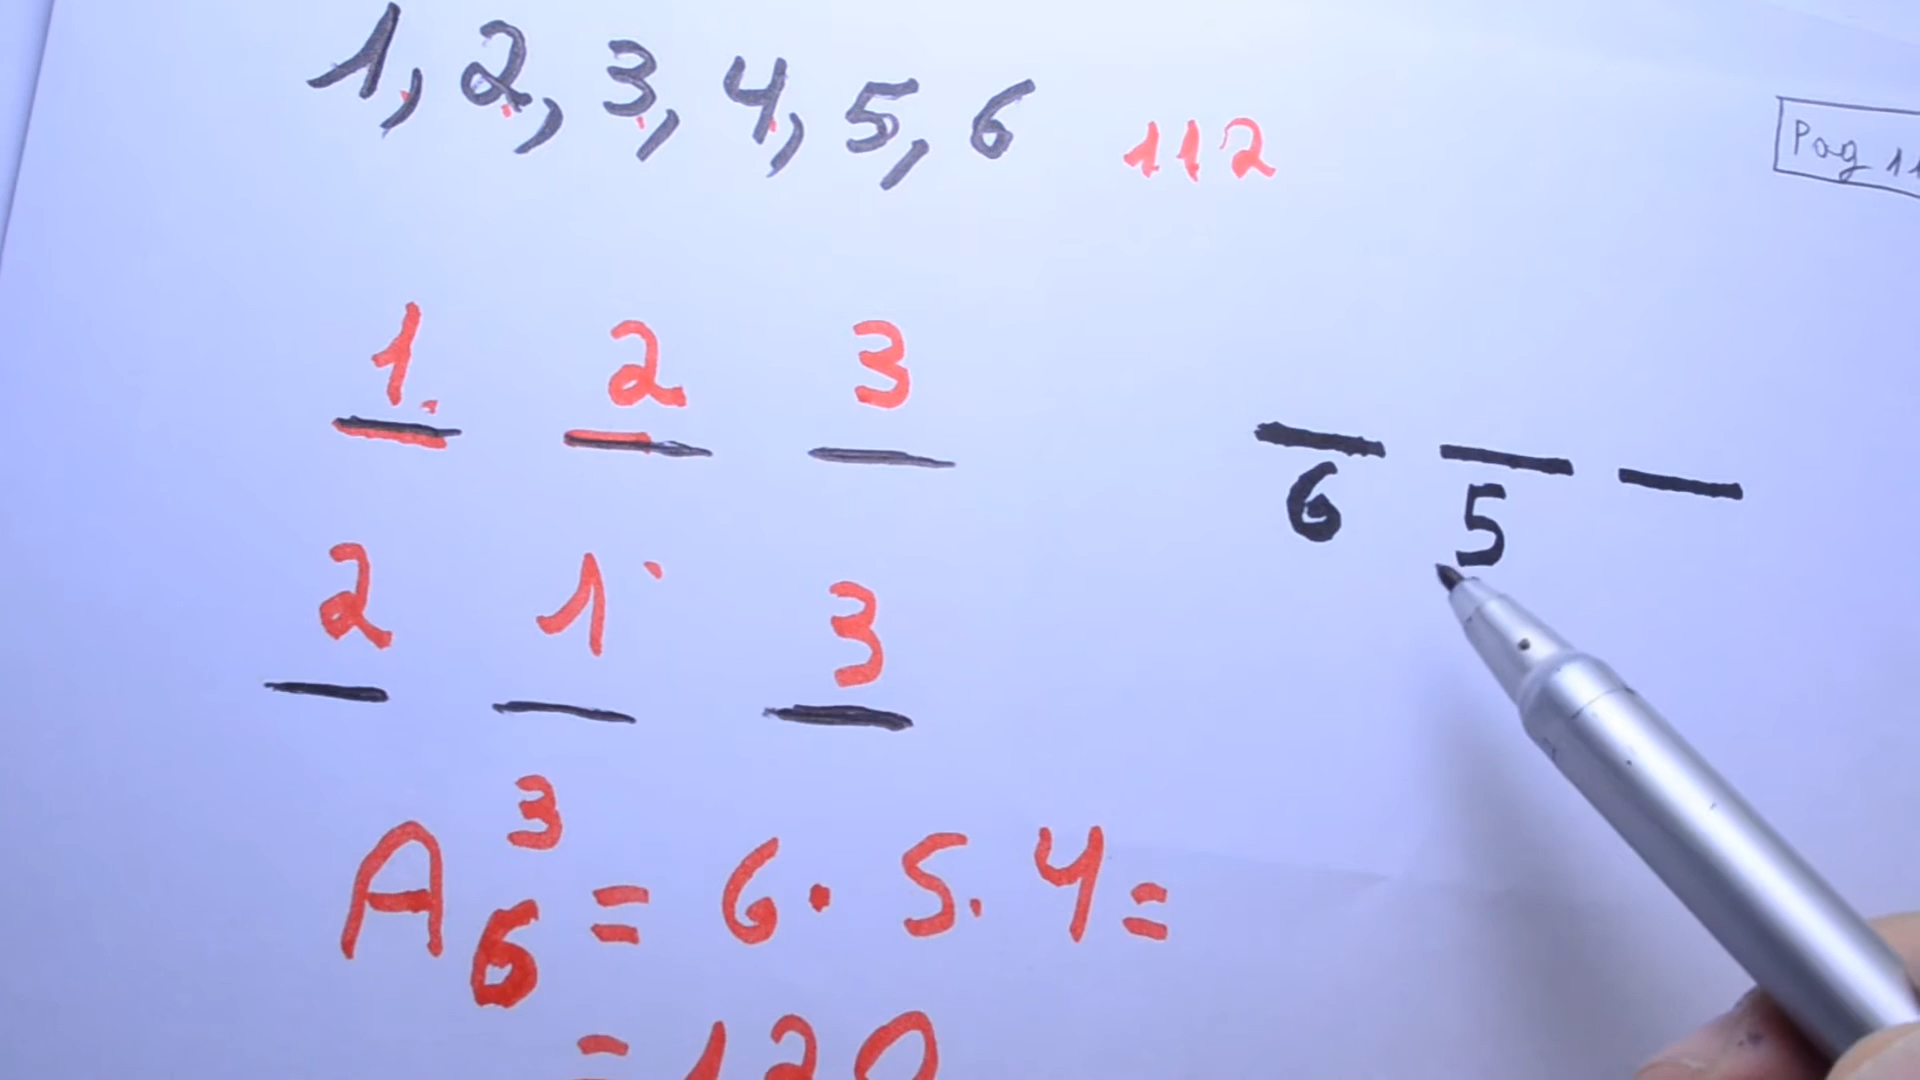 1, 2, 3, 4, 5, 6 112
Pag
1 2 3
6 5
2 1 3
A₆³ = 6 · 5 . 4 =
= 120